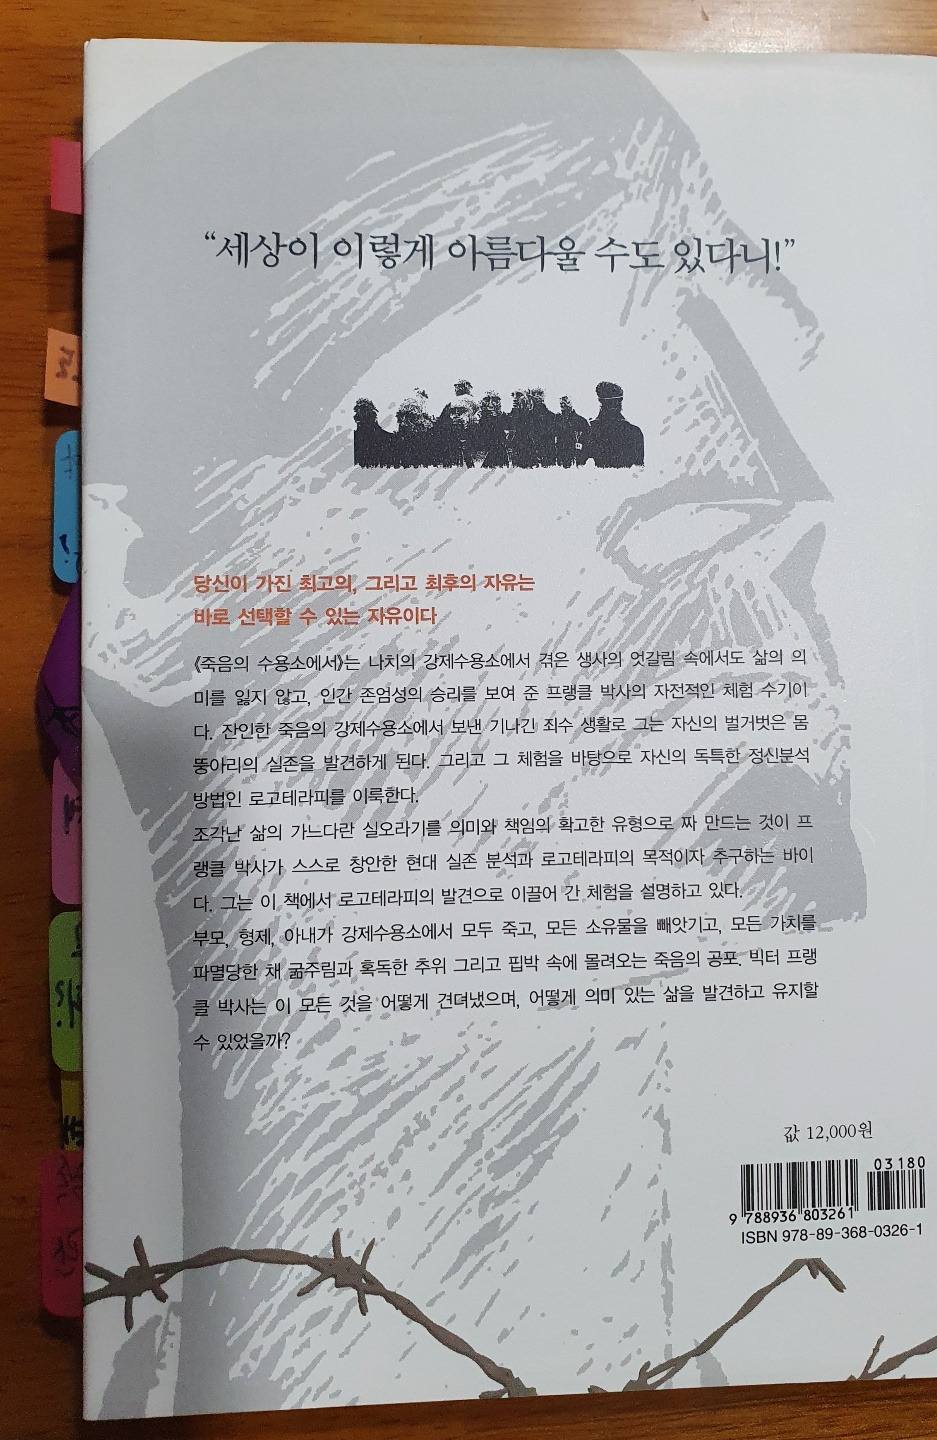 “세상이 이렇게 아름다울 수도 있다니!”
당신이 가진 최고의, 그리고 최후의 자유는
바로 선택할 수 있는 자유이다
《죽음의 수용소에서》는 나치의 강제수용소에서 겪은 생사의 엇갈림 속에서도 삶의 의
미를 잃지 않고, 인간 존엄성의 승리를 보여 준 프랭클 박사의 자전적인 체험 수기이
다. 잔인한 죽음의 강제수용소에서 보낸 기나긴 죄수 생활로 그는 자신의 벌거벗은 몸
뚱아리의 실존을 발견하게 된다. 그리고 그 체험을 바탕으로 자신의 독특한 정신분석
방법인 로고테라피를 이룩한다.
조각난 삶의 가느다란 실오라기를 의미와 책임의 확고한 유형으로 짜 만드는 것이 프
랭클 박사가 스스로 창안한 현대 실존 분석과 로고테라피의 목적이자 추구하는 바이
다. 그는 이 책에서 로고테라피의 발견으로 이끌어 간 체험을 설명하고 있다.
부모, 형제, 아내가 강제수용소에서 모두 죽고, 모든 소유물을 빼앗기고, 모든 가치를
파멸당한 채 굶주림과 혹독한 추위 그리고 핍박 속에 몰려오는 죽음의 공포. 빅터 프랭
클 박사는 이 모든 것을 어떻게 견뎌냈으며, 어떻게 의미 있는 삶을 발견하고 유지할
수 있었을까?
값 12,000원
03180
9 788936 803261
ISBN 978-89-368-0326-1